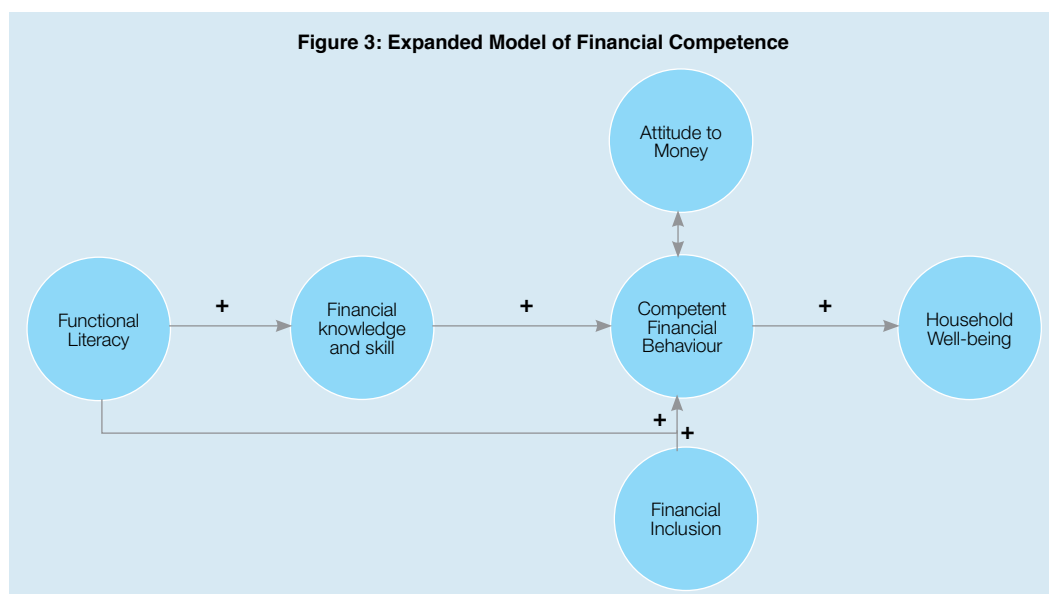 Figure 3: Expanded Model of Financial Competence
Attitude to
Money
Functional
Literacy
+
Financial
knowledge
and skill
+
Competent
Financial
Behaviour
+
Household
Well-being
+
+
Financial
Inclusion